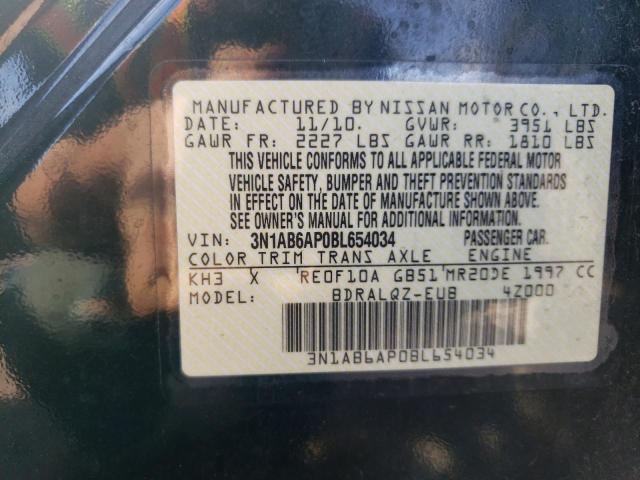 MANUFACTURED BY NISSAN MOTOR CO., LTD.
DATE: 11/10. GVWR: 3951 LBS
GAWR FR: 2227 LBS GAWR RR: 1810 LBS
THIS VEHICLE CONFORMS TO ALL APPLICABLE FEDERAL MOTOR
VEHICLE SAFETY, BUMPER AND THEFT PREVENTION STANDARDS
IN EFFECT ON THE DATE OF MANUFACTURE SHOWN ABOVE.
SEE OWNER'S MANUAL FOR ADDITIONAL INFORMATION.
VIN: 3N1AB6AP0BL654034 PASSENGER CAR.
COLOR TRIM TRANS AXLE ENGINE
KH3 X RE0F10A GB51 MR20DE 1997 CC
MODEL: BDRALQZ-EUB 4Z000
3N1AB6AP0BL654034